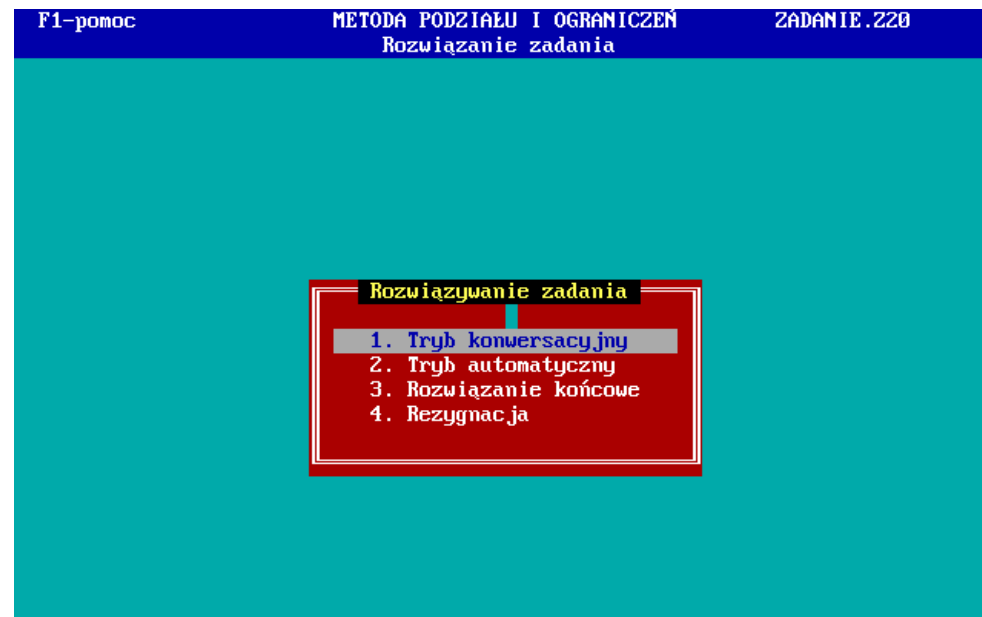 F1-pomoc METODA PODZIAŁU I OGRANICZEŃ ZADANIE.Z20
Rozwiązanie zadania
Rozwiązywanie zadania
1. Tryb konwersacyjny
2. Tryb automatyczny
3. Rozwiązanie końcowe
4. Rezygnacja